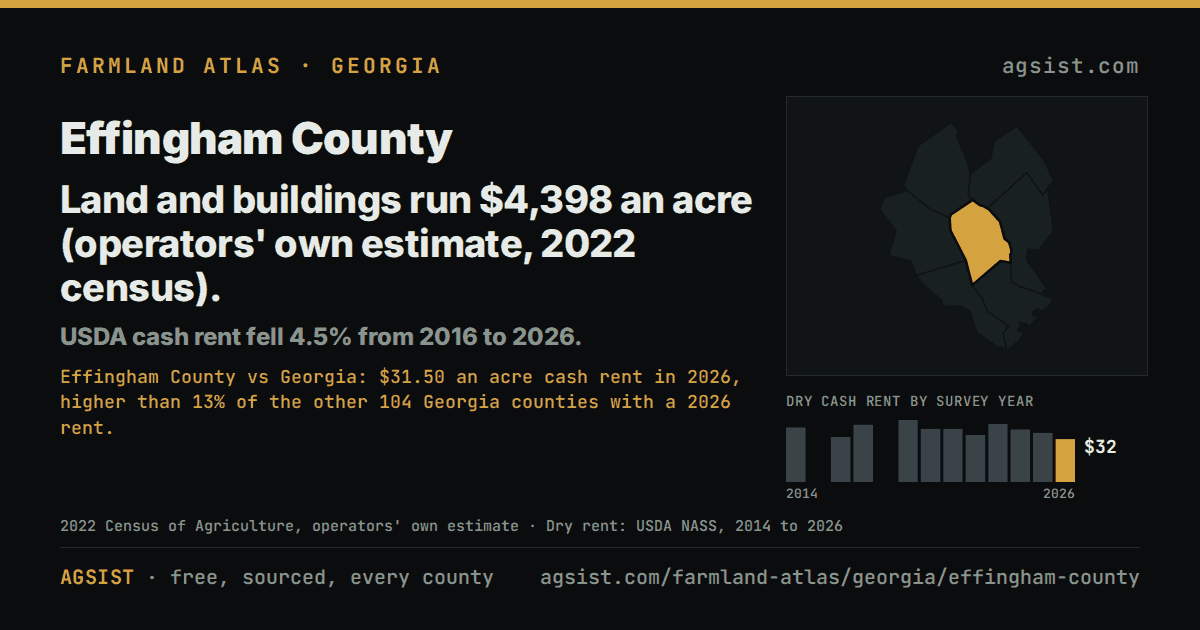 FARMLAND ATLAS · GEORGIA
agsist.com
Effingham County
Land and buildings run $4,398 an acre
(operators' own estimate, 2022
census).
USDA cash rent fell 4.5% from 2016 to 2026.
Effingham County vs Georgia: $31.50 an acre cash rent in 2026,
higher than 13% of the other 104 Georgia counties with a 2026
rent.
DRY CASH RENT BY SURVEY YEAR
$32
2014
2026
2022 Census of Agriculture, operators' own estimate · Dry rent: USDA NASS, 2014 to 2026
AGSIST · free, sourced, every county
agsist.com/farmland-atlas/georgia/effingham-county